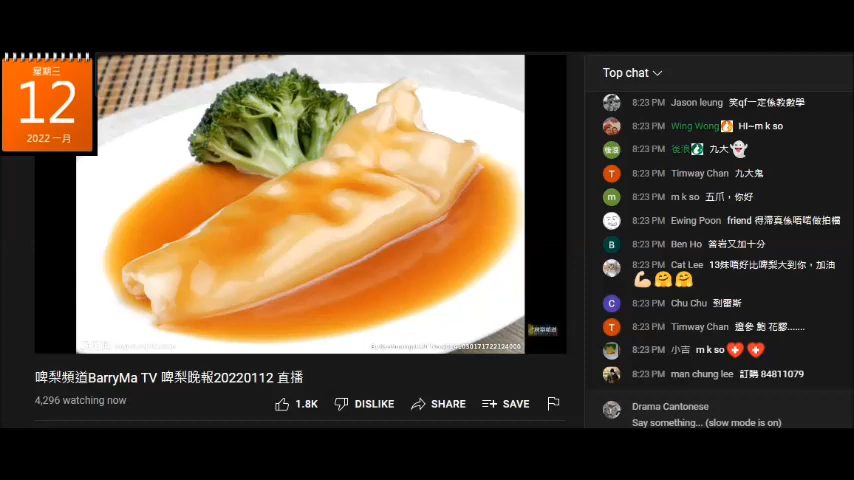 星期三
12
2022 一月
啤梨頻道BarryMa TV 啤梨晚報20220112 直播
4,296 watching now
1.8K
DISLIKE
SHARE
SAVE
Top chat
8:23 PM Jason leung 笑qf一定係教數學
8:23 PM Wing Wong HI~m k so
8:23 PM 後浪 九大👻
8:23 PM Timway Chan 九大鬼
8:23 PM m k so 五爪，你好
8:23 PM Ewing Poon friend 得滯真係唔啱做拍檔
8:23 PM Ben Ho 答岩又加十分
8:23 PM Cat Lee 13妹唔好比啤梨大到你，加油
💪🏻🤗🤗
8:23 PM Chu Chu 到雷斯
8:23 PM Timway Chan 遼參 鮑 花膠.......
8:23 PM 小吉 m k so
8:23 PM man chung lee 訂購 84811079
Drama Cantonese
Say something... (slow mode is on)